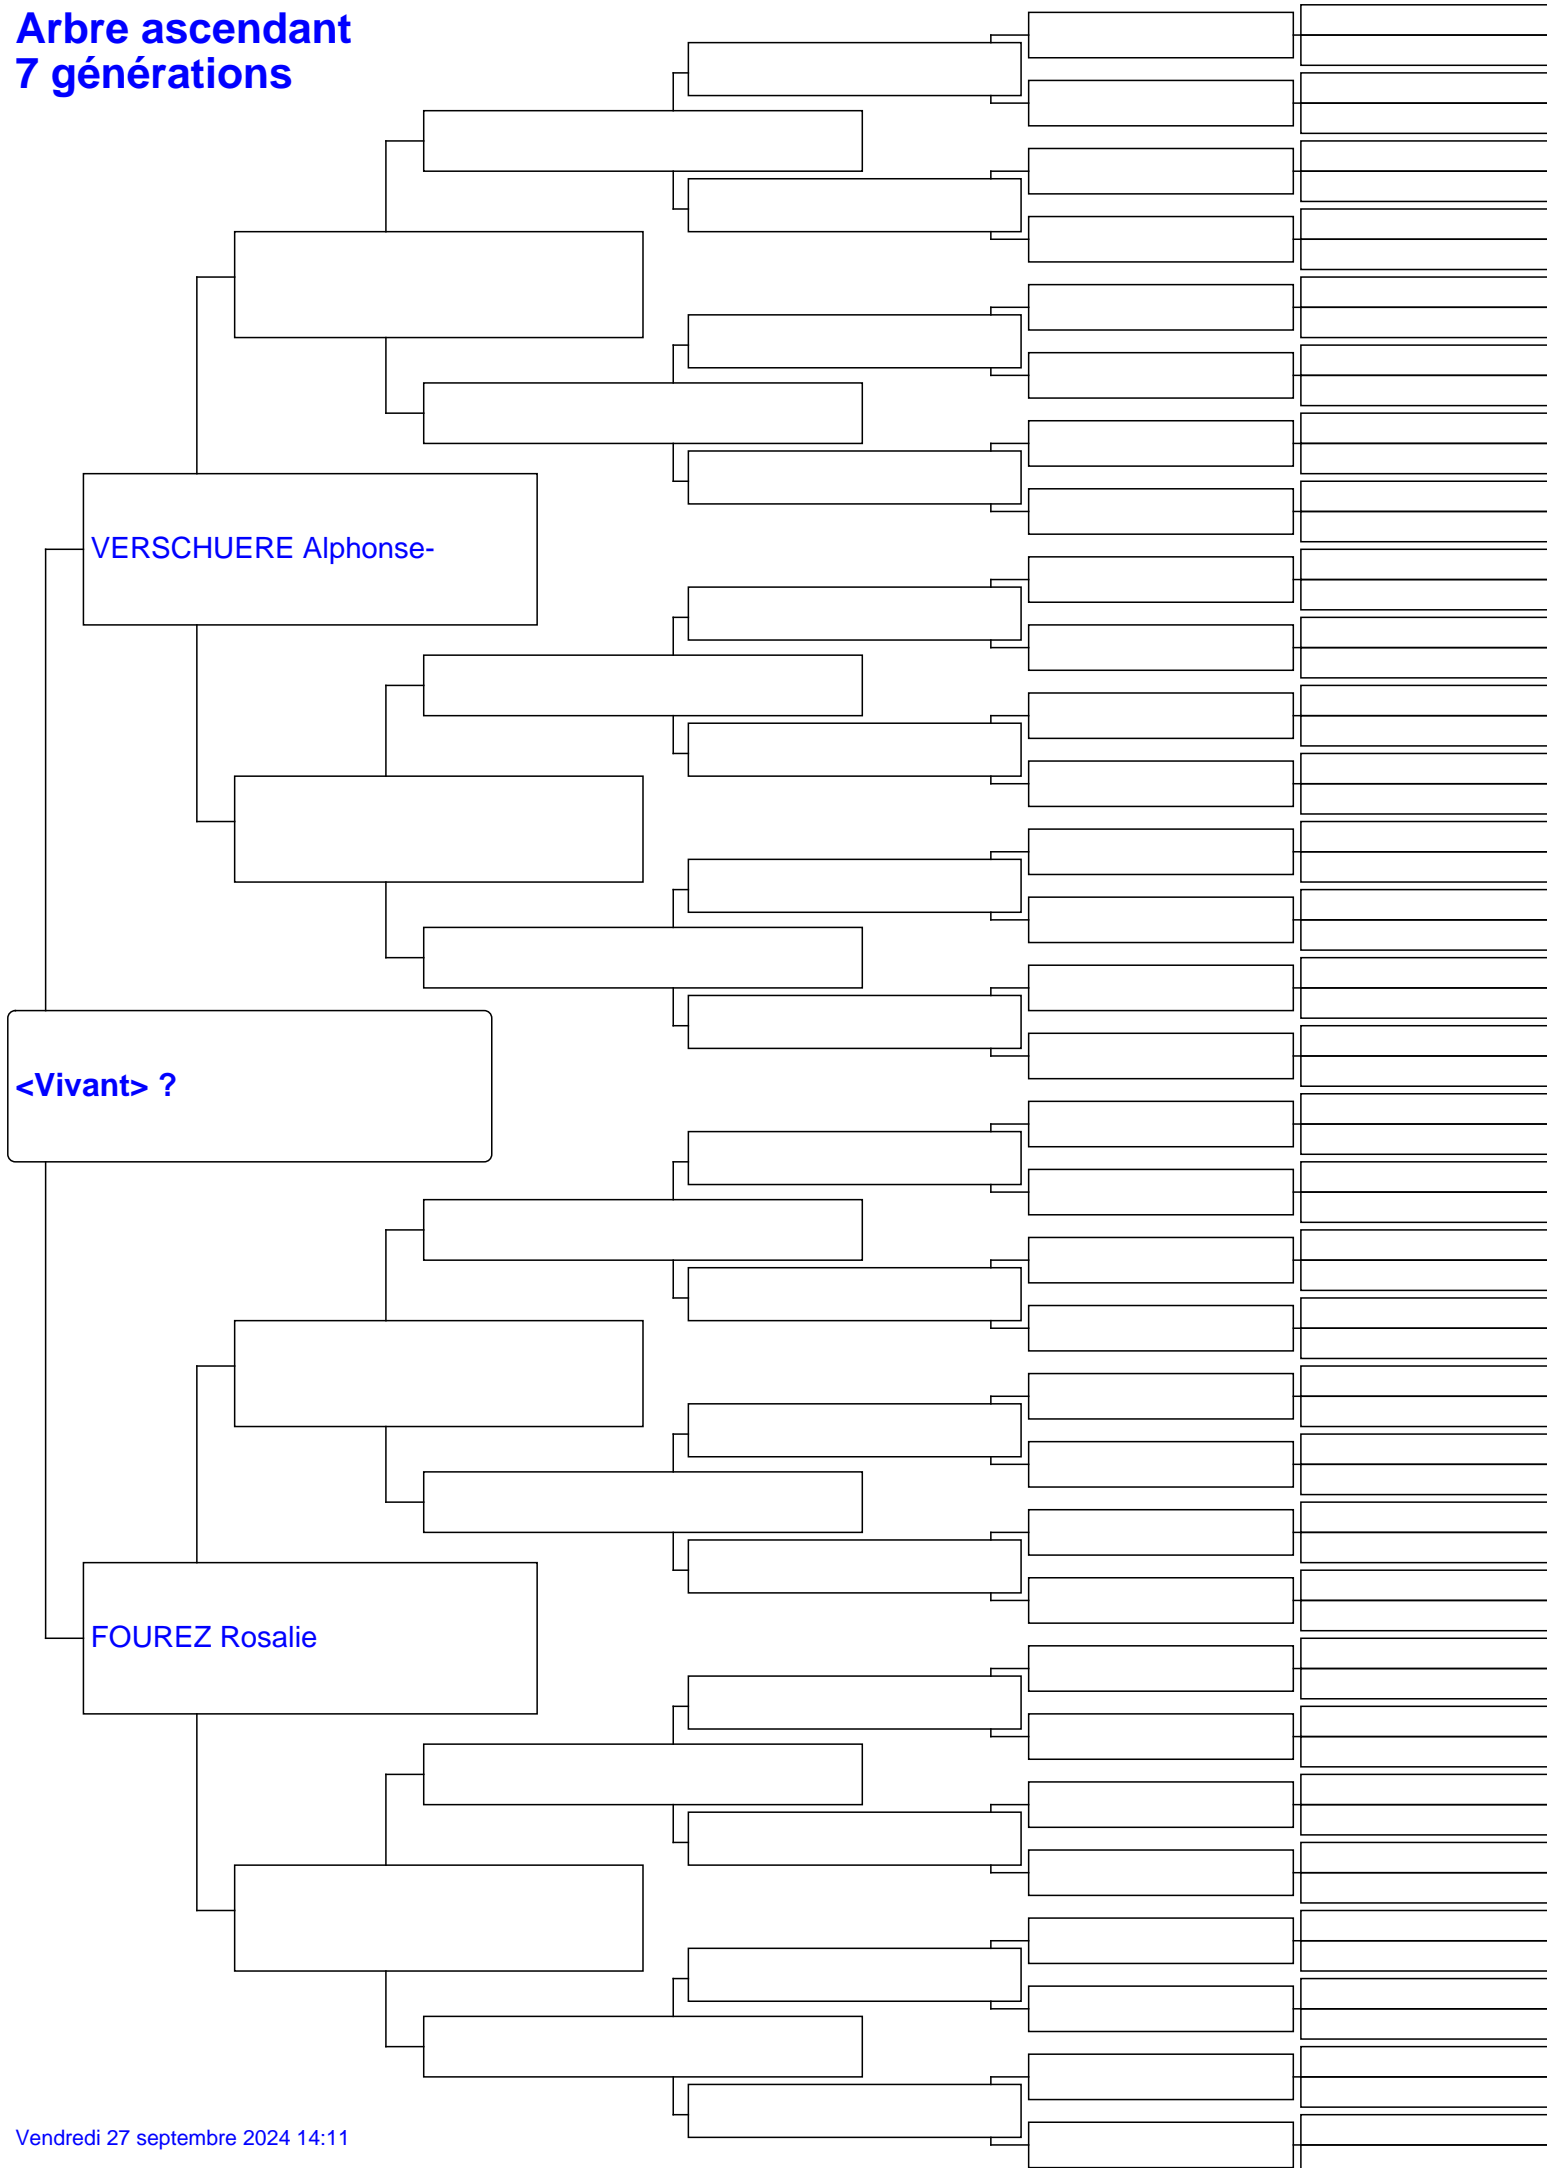 Arbre ascendant
7 générations
VERSCHUERE Alphonse-
<Vivant> ?
FOUREZ Rosalie
Vendredi 27 septembre 2024 14:11